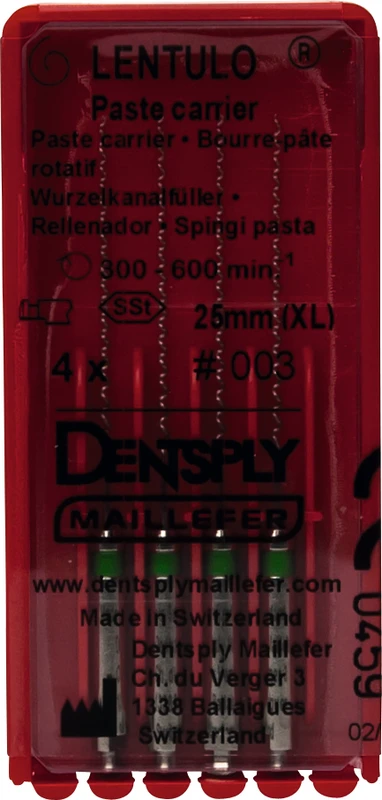 LENTULO ®
Paste carrier
Paste carrier • Bourre-pâte
rotatif
Wurzelkanalfüller •
Rellenador • Spingi pasta
300 - 600 min.-1
SSt
25mm (XL)
4 x # 003
DENTSPLY
MAILLEFER
www.dentsplymaillefer.com
Made in Switzerland
Dentsply Maillefer
Ch. du Verger 3
1338 Ballaigues
Switzerland
0459
02/